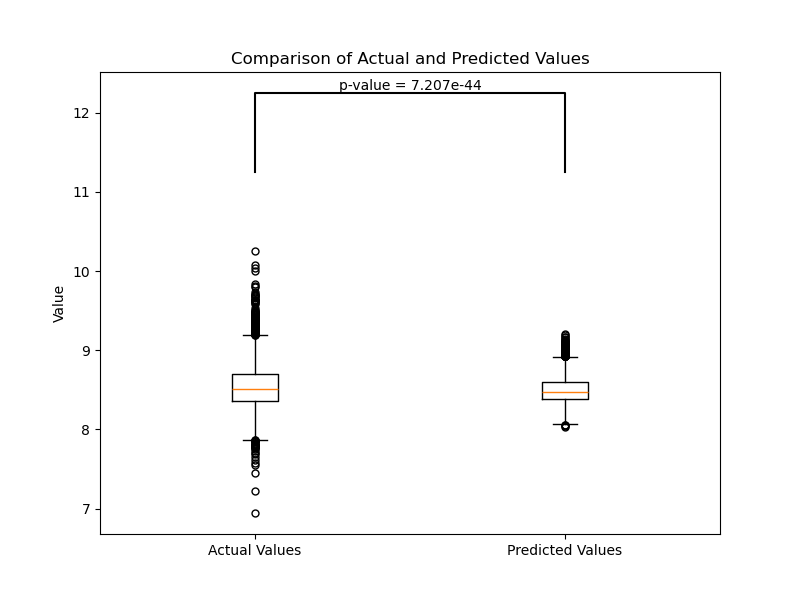 Comparison of Actual and Predicted Values
p-value = 7.207e-44
12
11
10
9
8
7
Value
Actual Values
Predicted Values